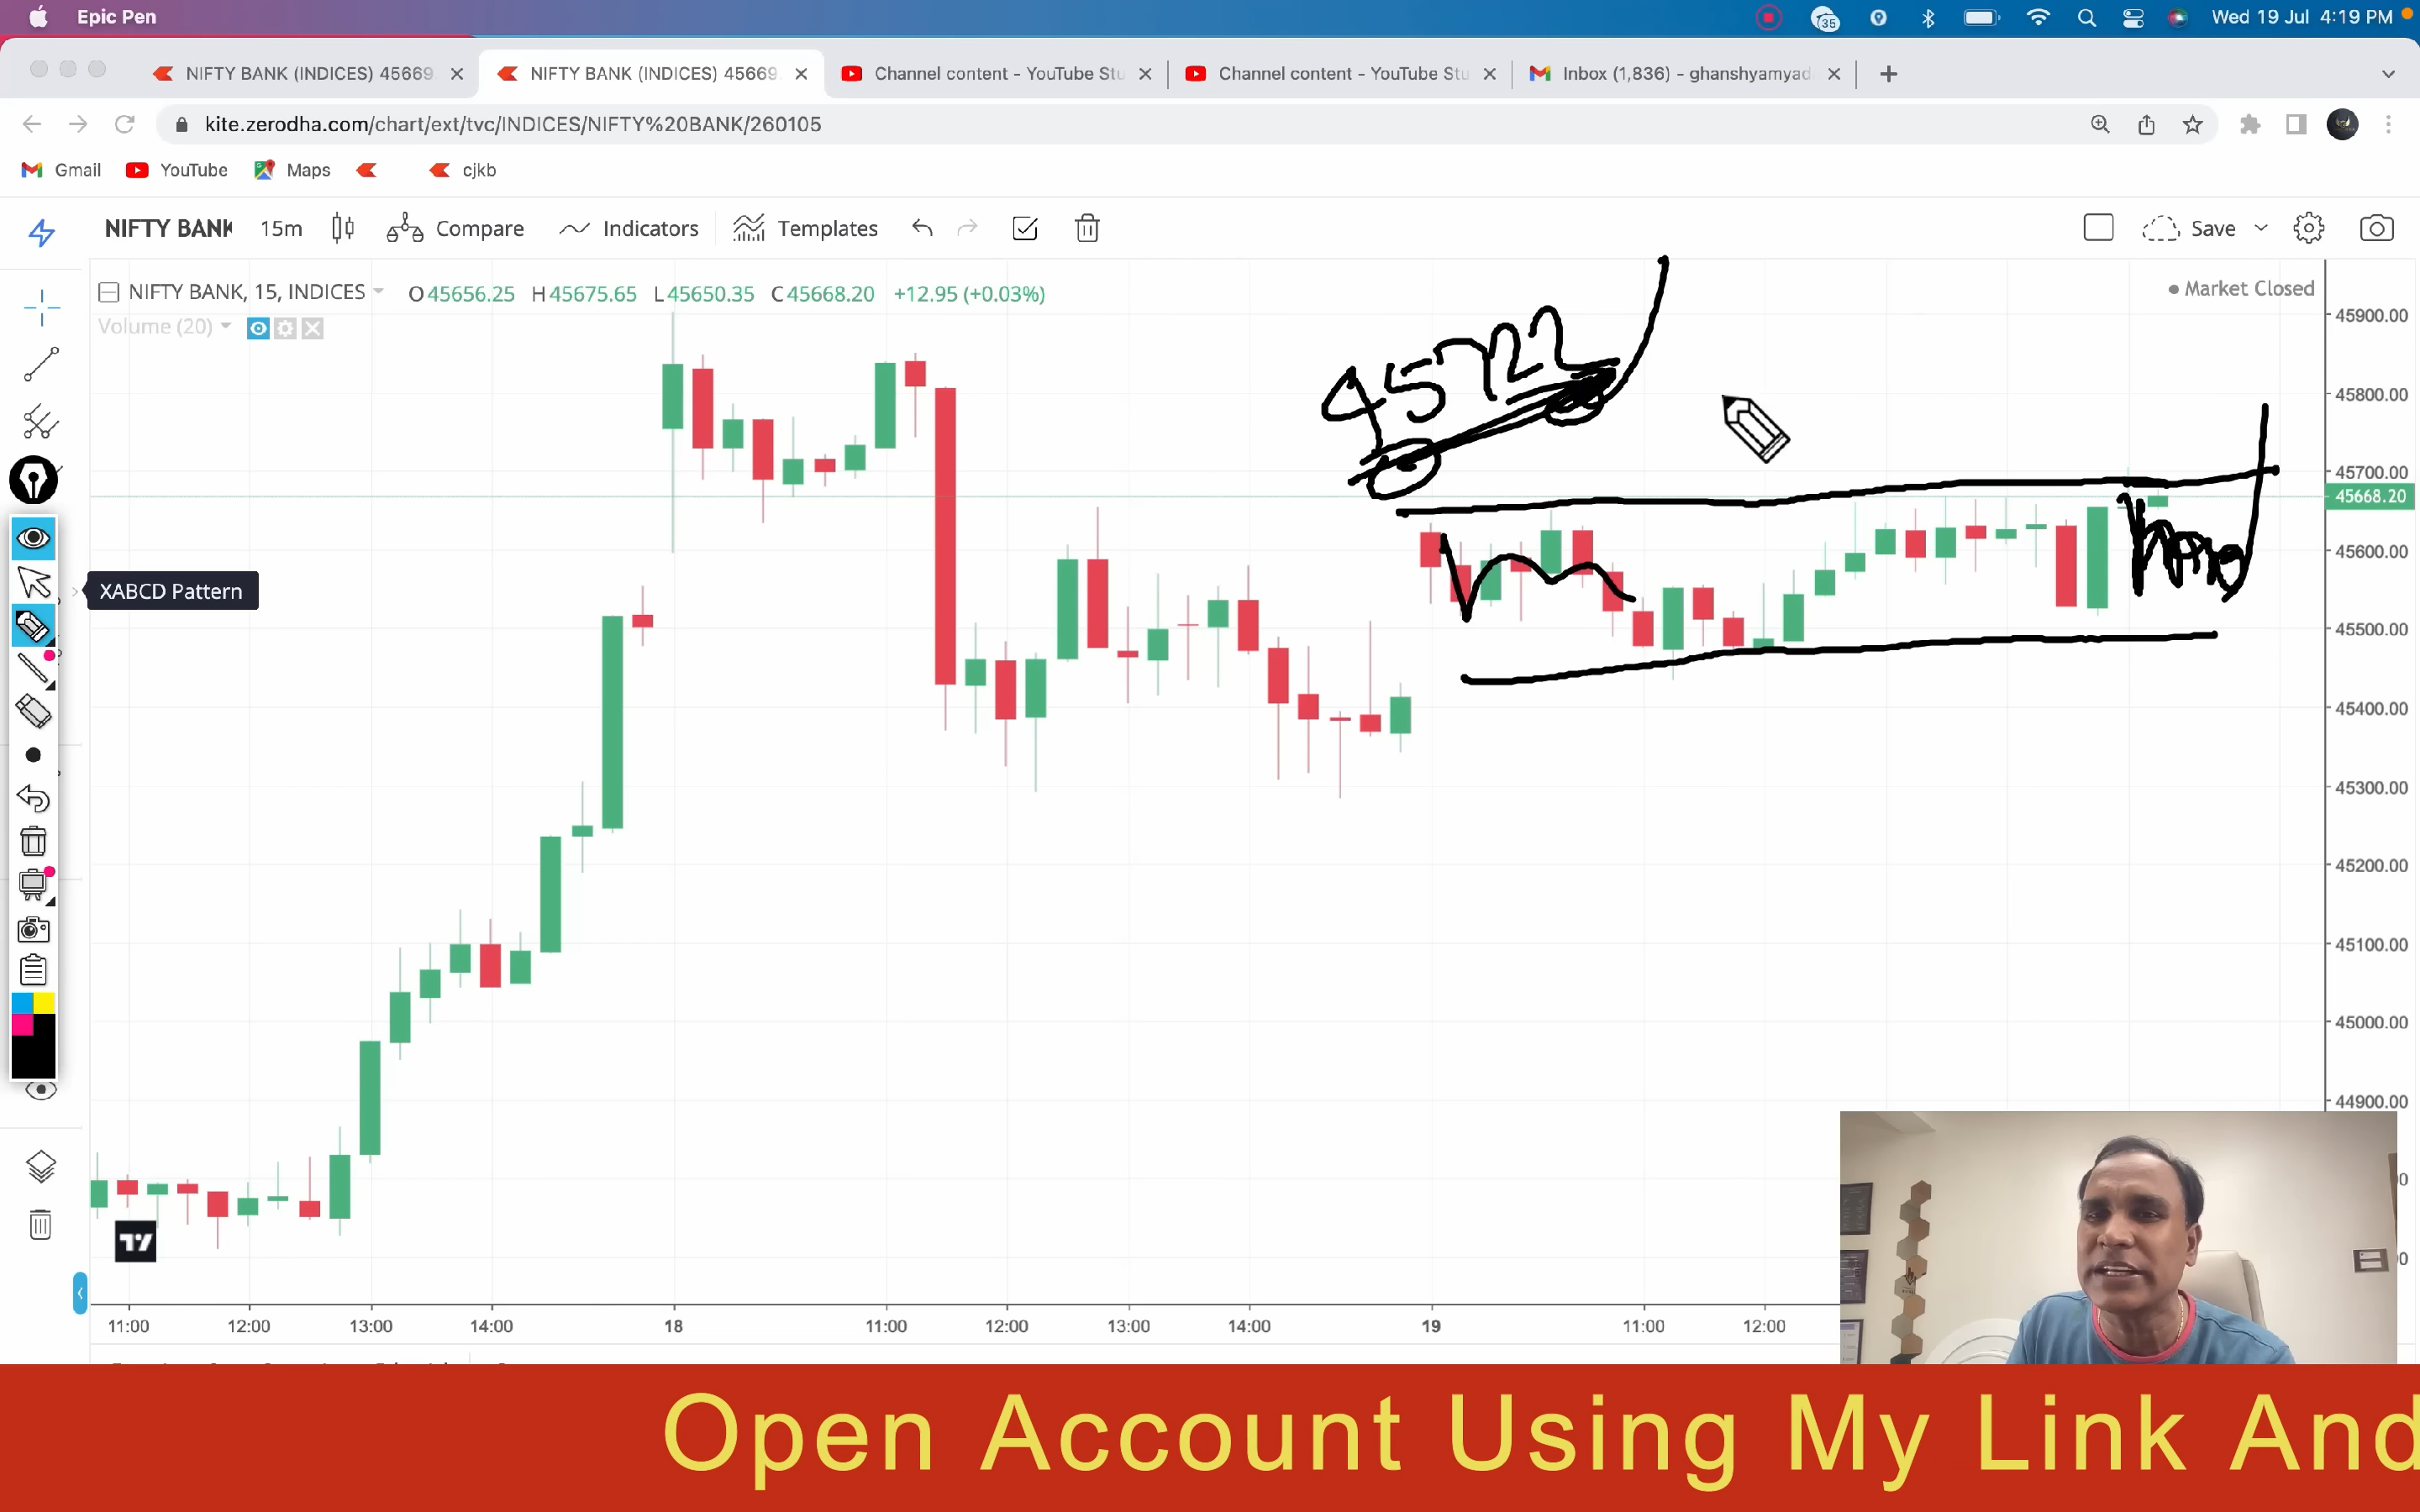 Epic Pen
35
Wed 19 Jul 4:19 PM
NIFTY BANK (INDICES) 45669
NIFTY BANK (INDICES) 45669
Channel content - YouTube Stu
Channel content - YouTube Stu
Inbox (1,836) - ghanshyamyad
kite.zerodha.com/chart/ext/tvc/INDICES/NIFTY%20BANK/260105
Gmail YouTube Maps cjkb
NIFTY BANK 15m Compare Indicators Templates Save
NIFTY BANK, 15, INDICES O45656.25 H45675.65 L45650.35 C45668.20 +12.95 (+0.03%)
Market Closed
Volume (20)
45722
45900.00
45800.00
45700.00
45668.20
45600.00
45500.00
45400.00
45300.00
45200.00
45100.00
45000.00
44900.00
XABCD Pattern
11:00 12:00 13:00 14:00 18 11:00 12:00 13:00 14:00 19 11:00 12:00
Open Account Using My Link And